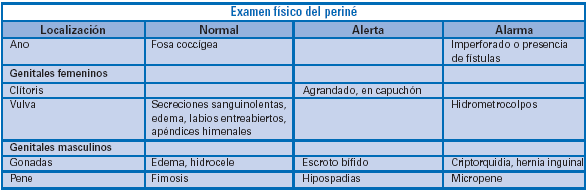 Examen físico del periné
Localización Normal Alerta Alarma
Ano Fosa coccígea Imperforado o presencia
de fístulas
Genitales femeninos
Clítoris Agrandado, en capuchón
Vulva Secreciones sanguinolentas, Hidrometrocolpos
edema, labios entreabiertos,
apéndices himenales
Genitales masculinos
Gonadas Edema, hidrocele Escroto bífido Criptorquidia, hernia inguinal
Pene Fimosis Hipospadias Micropene